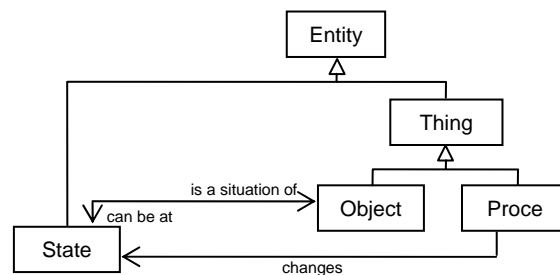 Entity
Thing
is a situation of
can be at
Object
Proce
State
changes